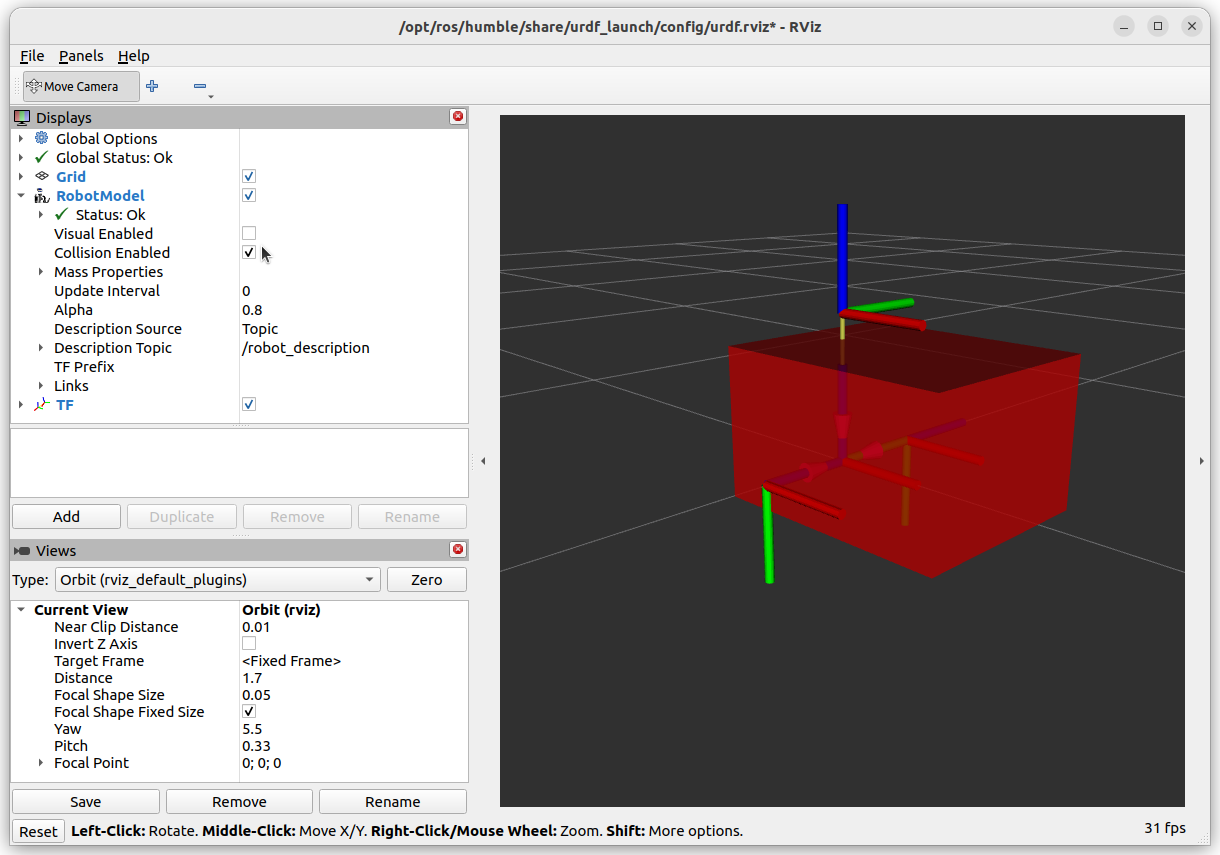 /opt/ros/humble/share/urdf_launch/config/urdf.rviz* - RViz
File Panels Help
Move Camera
Displays
Global Options
Global Status: Ok
Grid
RobotModel
Status: Ok
Visual Enabled
Collision Enabled
Mass Properties
Update Interval 0
Alpha 0.8
Description Source Topic
Description Topic /robot_description
TF Prefix
Links
TF
Add Duplicate Remove Rename
Views
Type: Orbit (rviz_default_plugins) Zero
Current View Orbit (rviz)
Near Clip Distance 0.01
Invert Z Axis
Target Frame <Fixed Frame>
Distance 1.7
Focal Shape Size 0.05
Focal Shape Fixed Size
Yaw 5.5
Pitch 0.33
Focal Point 0; 0; 0
Save Remove Rename
Reset Left-Click: Rotate. Middle-Click: Move X/Y. Right-Click/Mouse Wheel: Zoom. Shift: More options. 31 fps